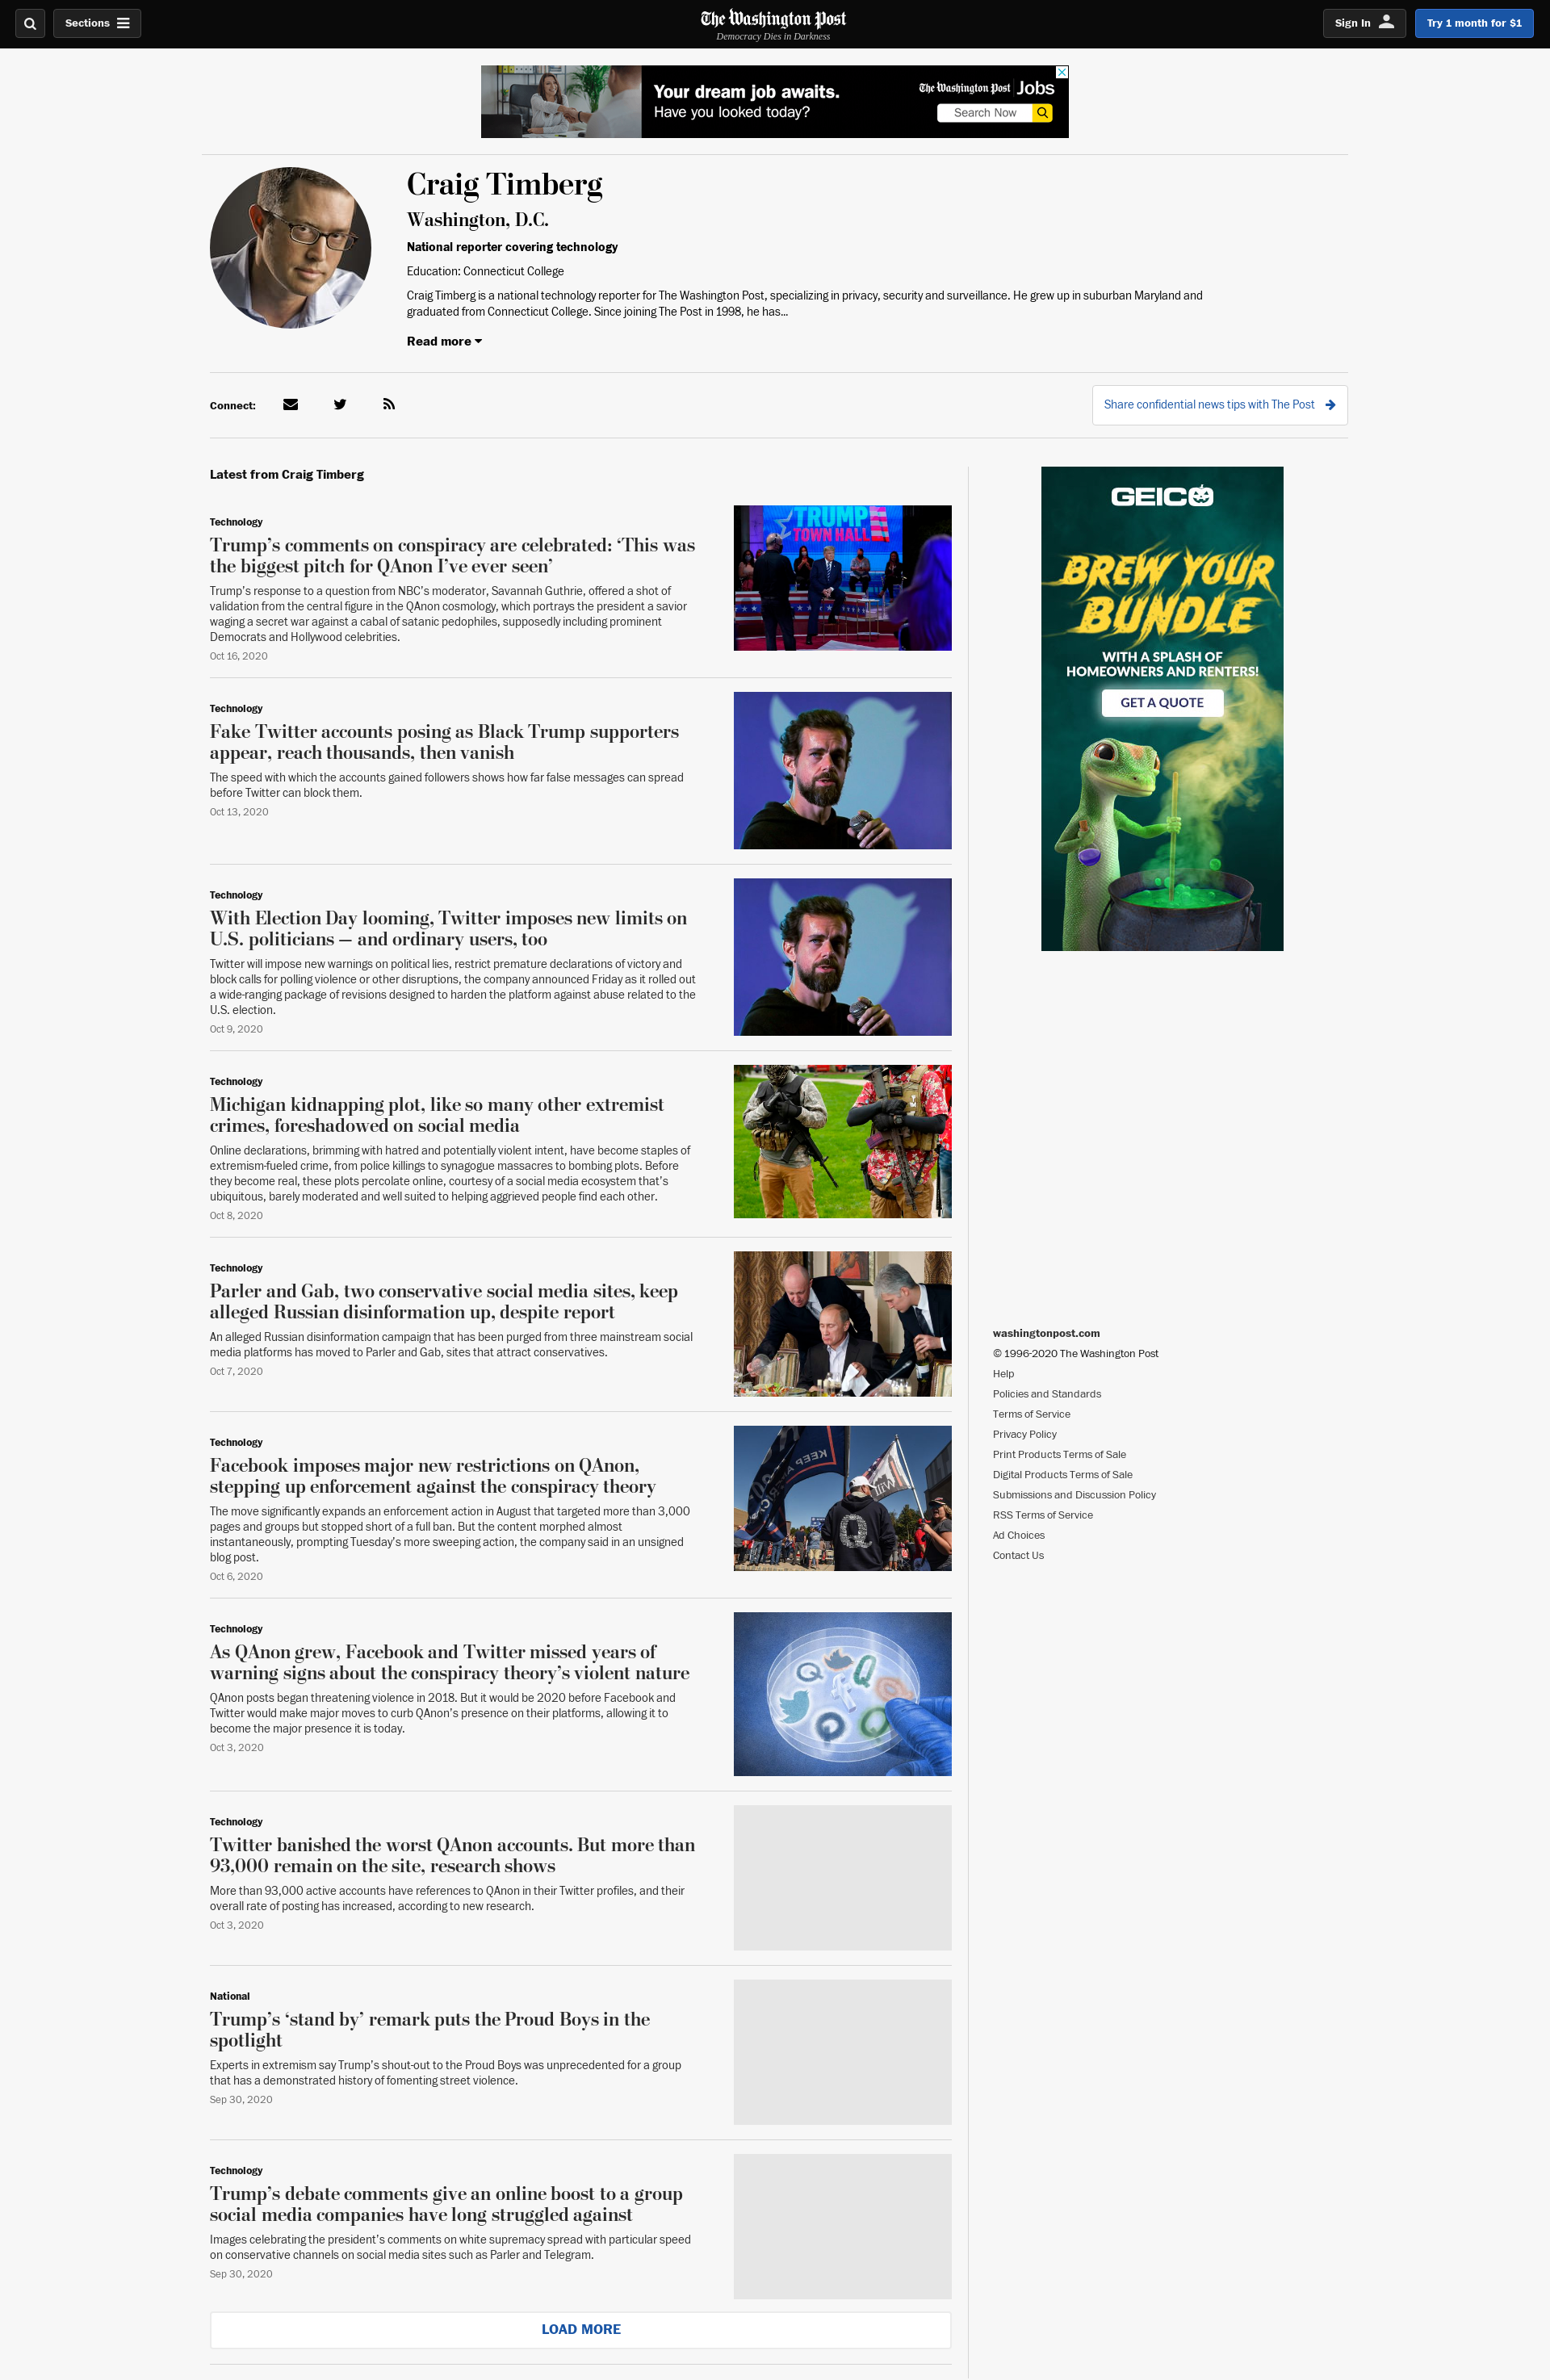 Sections
The Washington Post
Democracy Dies in Darkness
Sign In
Try 1 month for $1
Your dream job awaits.
Have you looked today?
The Washington Post Jobs
Search Now
Craig Timberg
Washington, D.C.
National reporter covering technology
Education: Connecticut College
Craig Timberg is a national technology reporter for The Washington Post, specializing in privacy, security and surveillance. He grew up in suburban Maryland and
graduated from Connecticut College. Since joining The Post in 1998, he has...
Read more
Connect:
Share confidential news tips with The Post
Latest from Craig Timberg
Technology
Trump’s comments on conspiracy are celebrated: ‘This was
the biggest pitch for QAnon I’ve ever seen’
Trump’s response to a question from NBC’s moderator, Savannah Guthrie, offered a shot of
validation from the central figure in the QAnon cosmology, which portrays the president a savior
waging a secret war against a cabal of satanic pedophiles, supposedly including prominent
Democrats and Hollywood celebrities.
Oct 16, 2020
TRUMP
TOWN HALL
Technology
Fake Twitter accounts posing as Black Trump supporters
appear, reach thousands, then vanish
The speed with which the accounts gained followers shows how far false messages can spread
before Twitter can block them.
Oct 13, 2020
Technology
With Election Day looming, Twitter imposes new limits on
U.S. politicians — and ordinary users, too
Twitter will impose new warnings on political lies, restrict premature declarations of victory and
block calls for polling violence or other disruptions, the company announced Friday as it rolled out
a wide-ranging package of revisions designed to harden the platform against abuse related to the
U.S. election.
Oct 9, 2020
Technology
Michigan kidnapping plot, like so many other extremist
crimes, foreshadowed on social media
Online declarations, brimming with hatred and potentially violent intent, have become staples of
extremism-fueled crime, from police killings to synagogue massacres to bombing plots. Before
they become real, these plots percolate online, courtesy of a social media ecosystem that’s
ubiquitous, barely moderated and well suited to helping aggrieved people find each other.
Oct 8, 2020
Technology
Parler and Gab, two conservative social media sites, keep
alleged Russian disinformation up, despite report
An alleged Russian disinformation campaign that has been purged from three mainstream social
media platforms has moved to Parler and Gab, sites that attract conservatives.
Oct 7, 2020
Technology
Facebook imposes major new restrictions on QAnon,
stepping up enforcement against the conspiracy theory
The move significantly expands an enforcement action in August that targeted more than 3,000
pages and groups but stopped short of a full ban. But the content morphed almost
instantaneously, prompting Tuesday’s more sweeping action, the company said in an unsigned
blog post.
Oct 6, 2020
KEEP
Q
Technology
As QAnon grew, Facebook and Twitter missed years of
warning signs about the conspiracy theory’s violent nature
QAnon posts began threatening violence in 2018. But it would be 2020 before Facebook and
Twitter would make major moves to curb QAnon’s presence on their platforms, allowing it to
become the major presence it is today.
Oct 3, 2020
Q
Q
Q
Q
Technology
Twitter banished the worst QAnon accounts. But more than
93,000 remain on the site, research shows
More than 93,000 active accounts have references to QAnon in their Twitter profiles, and their
overall rate of posting has increased, according to new research.
Oct 3, 2020
National
Trump’s ‘stand by’ remark puts the Proud Boys in the
spotlight
Experts in extremism say Trump’s shout-out to the Proud Boys was unprecedented for a group
that has a demonstrated history of fomenting street violence.
Sep 30, 2020
Technology
Trump’s debate comments give an online boost to a group
social media companies have long struggled against
Images celebrating the president’s comments on white supremacy spread with particular speed
on conservative channels on social media sites such as Parler and Telegram.
Sep 30, 2020
LOAD MORE
GEICO
BREW YOUR
BUNDLE
WITH A SPLASH OF
HOMEOWNERS AND RENTERS!
GET A QUOTE
washingtonpost.com
© 1996-2020 The Washington Post
Help
Policies and Standards
Terms of Service
Privacy Policy
Print Products Terms of Sale
Digital Products Terms of Sale
Submissions and Discussion Policy
RSS Terms of Service
Ad Choices
Contact Us